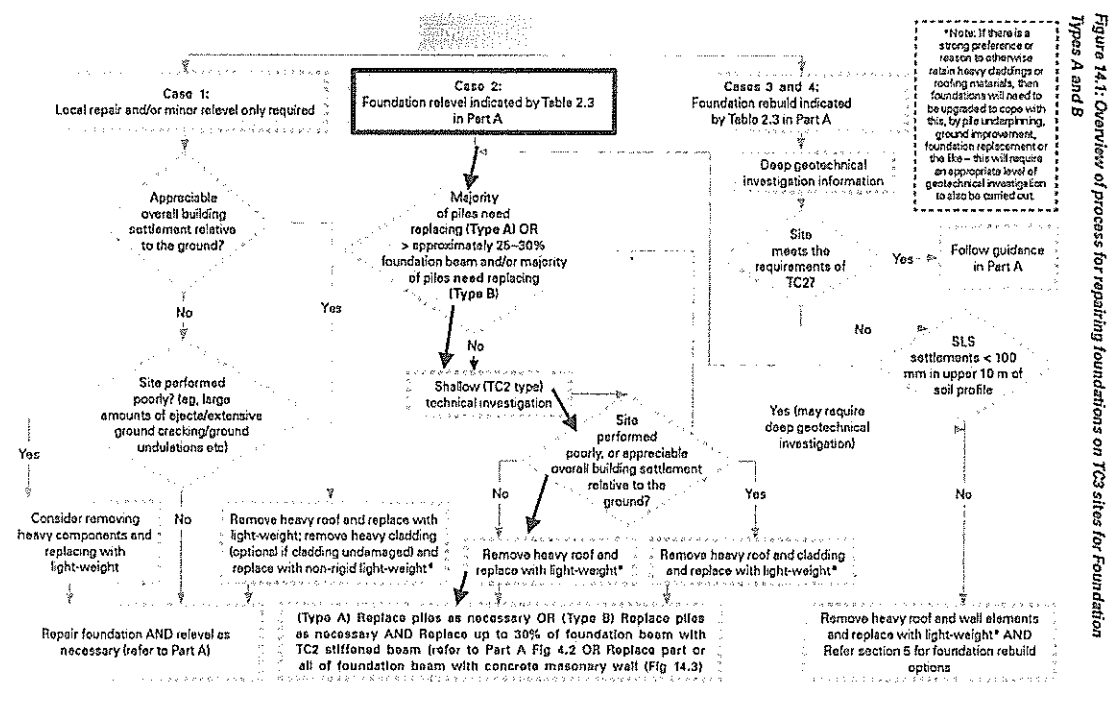 Figure 14.1: Overview of process for repairing foundations on TC3 sites for Foundation
Types A and B
*Note: If there is a
strong preference or
reason to otherwise
retain heavy claddings or
roofing materials, then
foundations will need to
be upgraded to cope with
this, by pile underpinning,
ground improvement,
foundation replacement or
the like – this will require
an appropriate level of
geotechnical investigation
to also be carried out.
Case 1:
Local repair and/or minor relevel only required
Case 2:
Foundation relevel indicated by Table 2.3
in Part A
Cases 3 and 4:
Foundation rebuild indicated
by Table 2.3 in Part A
Deep geotechnical
investigation information
Appreciable
overall building
settlement relative
to the ground?
Majority
of piles need
replacing (Type A) OR
> approximately 25–30%
foundation beam and/or majority
of piles need replacing
(Type B)
Site
meets the
requirements of
TC2?
Yes
Follow guidance
in Part A
No
Yes
No
No
SLS
settlements < 100
mm in upper 10 m of
soil profile
Site performed
poorly? (eg, large
amounts of ejecta/extensive
ground cracking/ground
undulations etc)
Shallow (TC2 type)
technical investigation
Site
performed
poorly, or appreciable
overall building settlement
relative to the
ground?
Yes (may require
deep geotechnical
investigation)
Yes
No
No
Yes
No
Consider removing
heavy components and
replacing with
light-weight
Remove heavy roof and replace with
light-weight; remove heavy cladding
(optional if cladding undamaged) and
replace with non-rigid light-weight*
Remove heavy roof and
replace with light-weight*
Remove heavy roof and cladding
and replace with light-weight*
Repair foundation AND relevel as
necessary (refer to Part A)
(Type A) Replace piles as necessary OR (Type B) Replace piles
as necessary AND Replace up to 30% of foundation beam with
TC2 stiffened beam (refer to Part A Fig 4.2 OR Replace part or
all of foundation beam with concrete masonary wall (Fig 14.3)
Remove heavy roof and wall elements
and replace with light-weight* AND
Refer section 5 for foundation rebuild
options